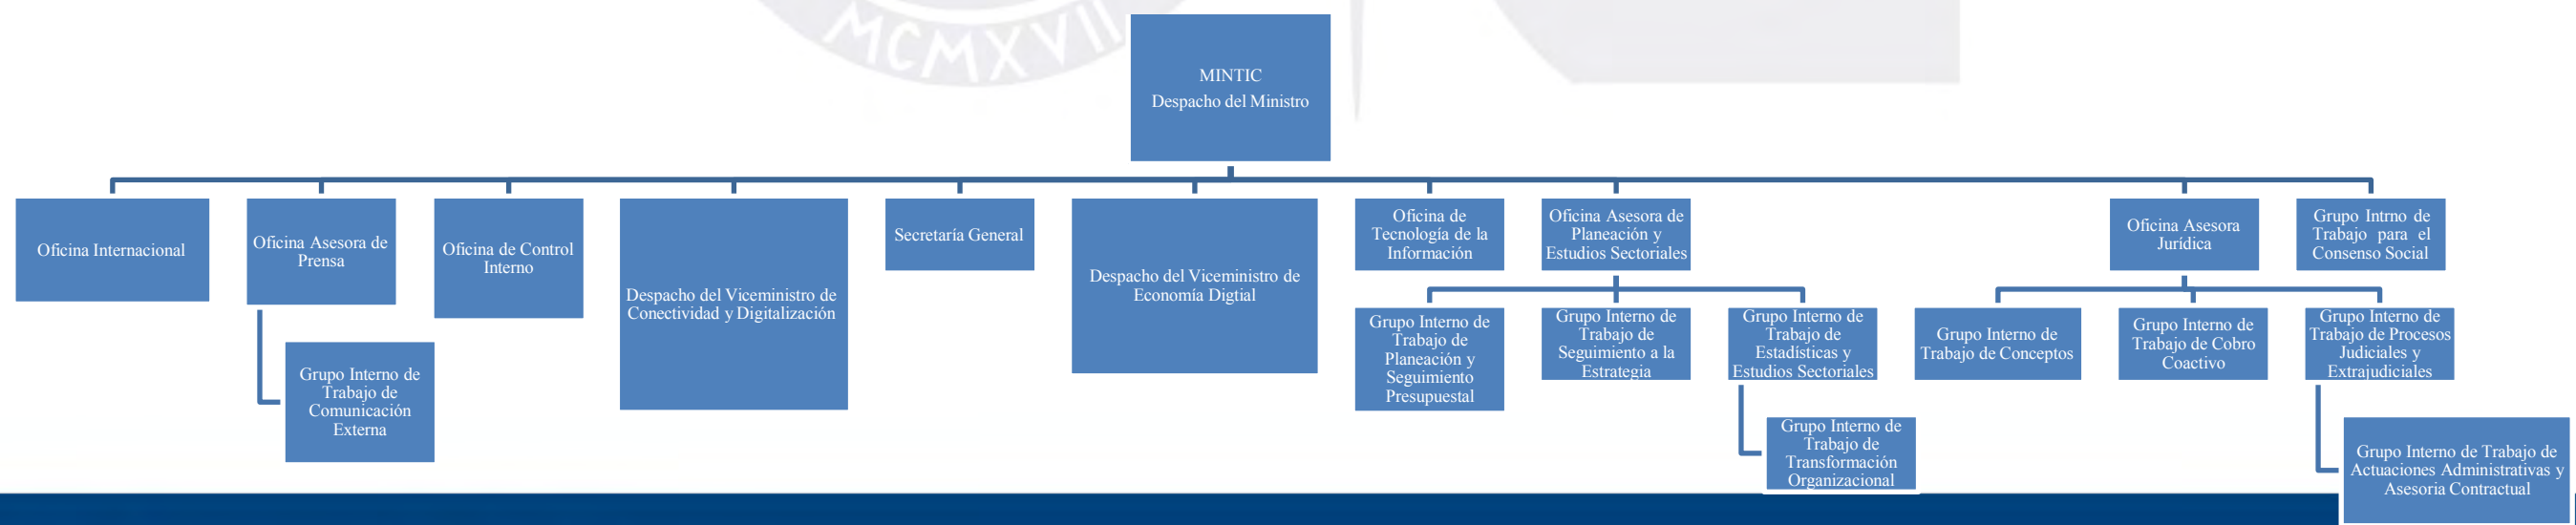 MCMXVII
MINTIC
Despacho del Ministro
Oficina Internacional
Oficina Asesora de
Prensa
Oficina de Control
Interno
Despacho del Viceministro de
Conectividad y Digitalización
Secretaría General
Despacho del Viceministro de
Economía Digtial
Oficina de
Tecnología de la
Información
Oficina Asesora de
Planeación y
Estudios Sectoriales
Oficina Asesora
Jurídica
Grupo Intrno de
Trabajo para el
Consenso Social
Grupo Interno de
Trabajo de
Comunicación
Externa
Grupo Interno de
Trabajo de
Planeación y
Seguimiento
Presupuestal
Grupo Interno de
Trabajo de
Seguimiento a la
Estrategia
Grupo Interno de
Trabajo de
Estadísticas y
Estudios Sectoriales
Grupo Interno de
Trabajo de Conceptos
Grupo Interno de
Trabajo de Cobro
Coactivo
Grupo Interno de
Trabajo de Procesos
Judiciales y
Extrajudiciales
Grupo Interno de
Trabajo de
Transformación
Organizacional
Grupo Interno de Trabajo de
Actuaciones Administrativas y
Asesoria Contractual